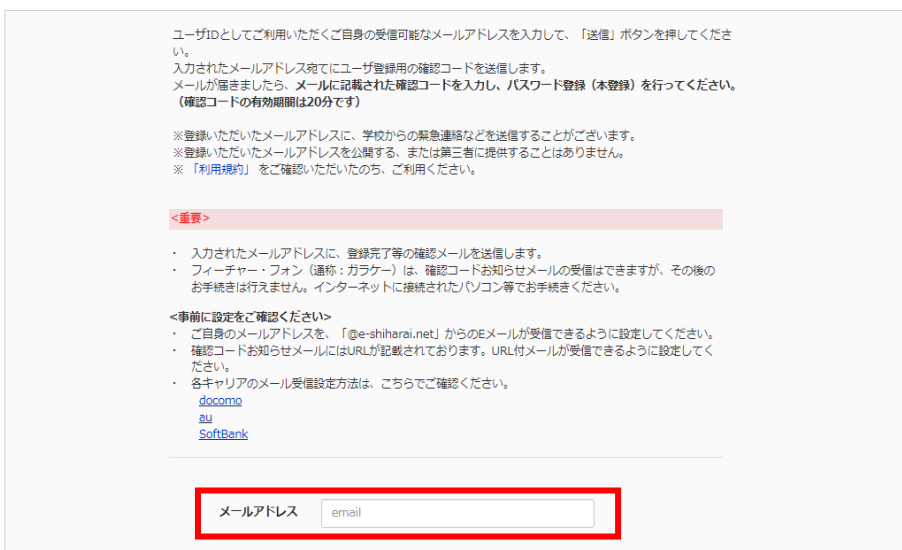 ユーザIDとしてご利用いただくご自身の受信可能なメールアドレスを入力して、「送信」ボタンを押してくださ
い。
入力されたメールアドレス宛てにユーザ登録用の確認コードを送信します。
メールが届きましたら、メールに記載された確認コードを入力し、パスワード登録（本登録）を行ってください。
（確認コードの有効期間は20分です）
※登録いただいたメールアドレスに、学校からの緊急連絡などを送信することがございます。
※登録いただいたメールアドレスを公開する、または第三者に提供することはありません。
※ 「利用規約」 をご確認いただいたのち、ご利用ください。
<重要>
・ 入力されたメールアドレスに、登録完了等の確認メールを送信します。
・ フィーチャー・フォン（通称：ガラケー）は、確認コードお知らせメールの受信はできますが、その後の
お手続きは行えません。インターネットに接続されたパソコン等でお手続きください。
<事前に設定をご確認ください>
・ ご自身のメールアドレスを、「@e-shiharai.net」からのEメールが受信できるように設定してください。
・ 確認コードお知らせメールにはURLが記載されております。URL付メールが受信できるように設定してく
ださい。
・ 各キャリアのメール受信設定方法は、こちらでご確認ください。
docomo
au
SoftBank
メールアドレス email